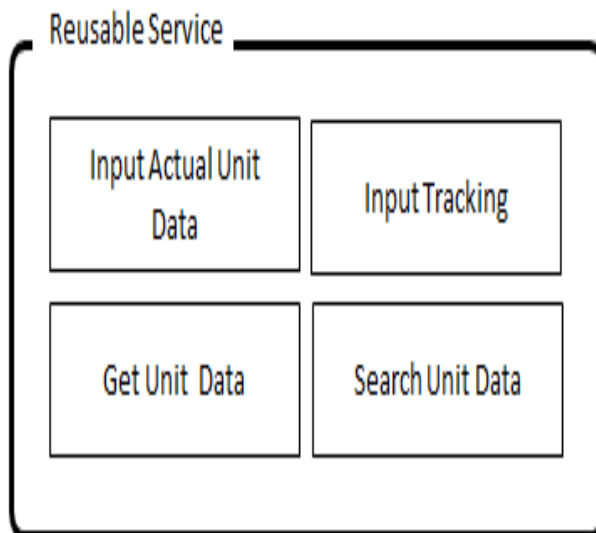 Reusable Service
Input Actual Unit
Data
Input Tracking
Get Unit Data
Search Unit Data